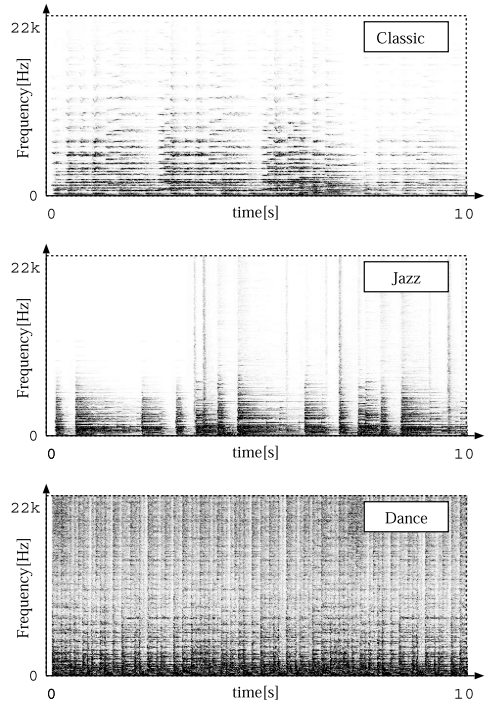 22k
Classic
Frequency[Hz]
0
0
time[s]
10
22k
Jazz
Frequency[Hz]
0
0
time[s]
10
22k
Dance
Frequency[Hz]
0
0
time[s]
10